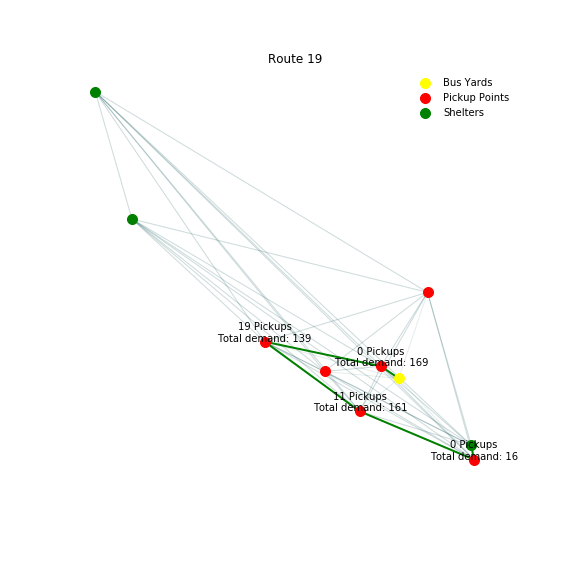 Route 19
Bus Yards
Pickup Points
Shelters
19 Pickups
Total demand: 139
0 Pickups
Total demand: 169
11 Pickups
Total demand: 161
0 Pickups
Total demand: 16